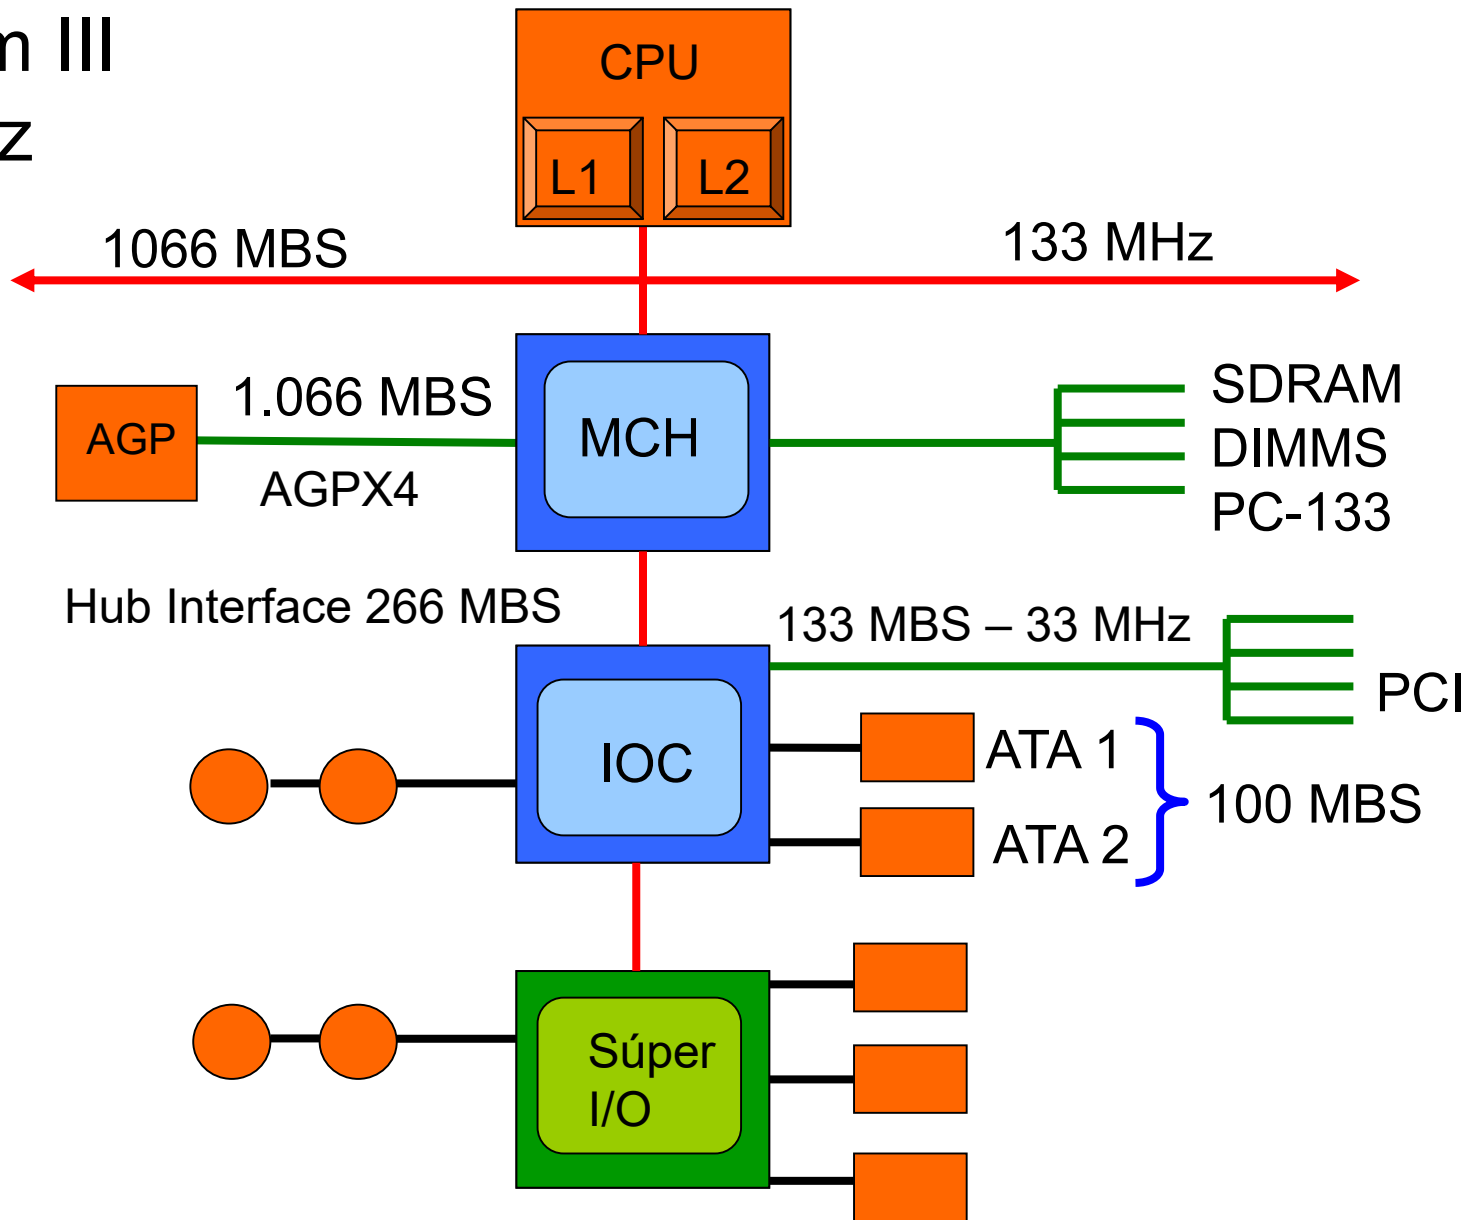 m III
z
CPU
L1
L2
1066 MBS
133 MHz
AGP
1.066 MBS
AGPX4
MCH
SDRAM
DIMMS
PC-133
Hub Interface 266 MBS
133 MBS – 33 MHz
PCI
IOC
ATA 1
ATA 2
100 MBS
Súper
I/O